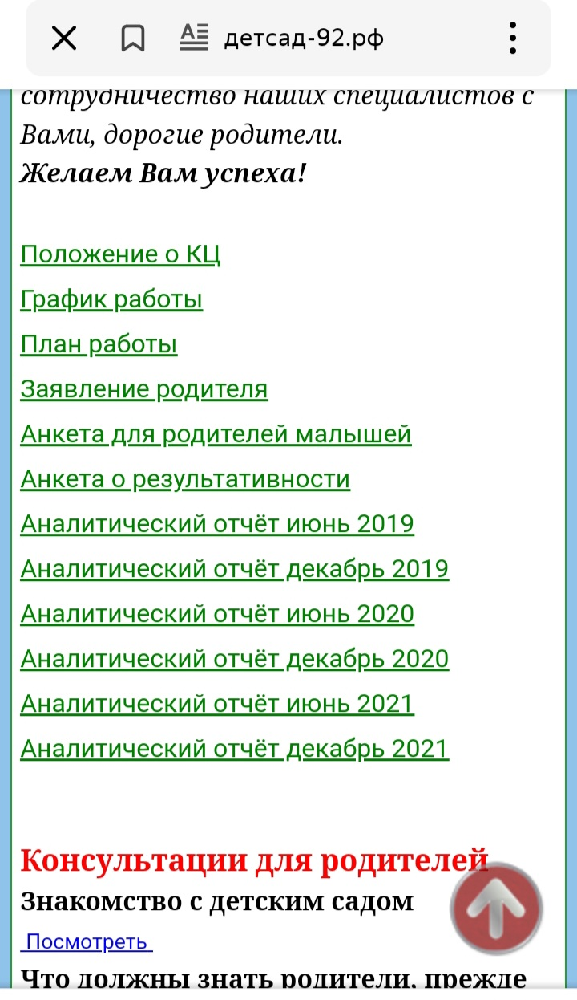 детсад-92.рф
сотрудничество наших специалистов с
Вами, дорогие родители.
Желаем Вам успеха!
Положение о КЦ
График работы
План работы
Заявление родителя
Анкета для родителей малышей
Анкета о результативности
Аналитический отчёт июнь 2019
Аналитический отчёт декабрь 2019
Аналитический отчёт июнь 2020
Аналитический отчёт декабрь 2020
Аналитический отчёт июнь 2021
Аналитический отчёт декабрь 2021
Консультации для родителей
Знакомство с детским садом
Посмотреть
Что должны знать родители, прежде